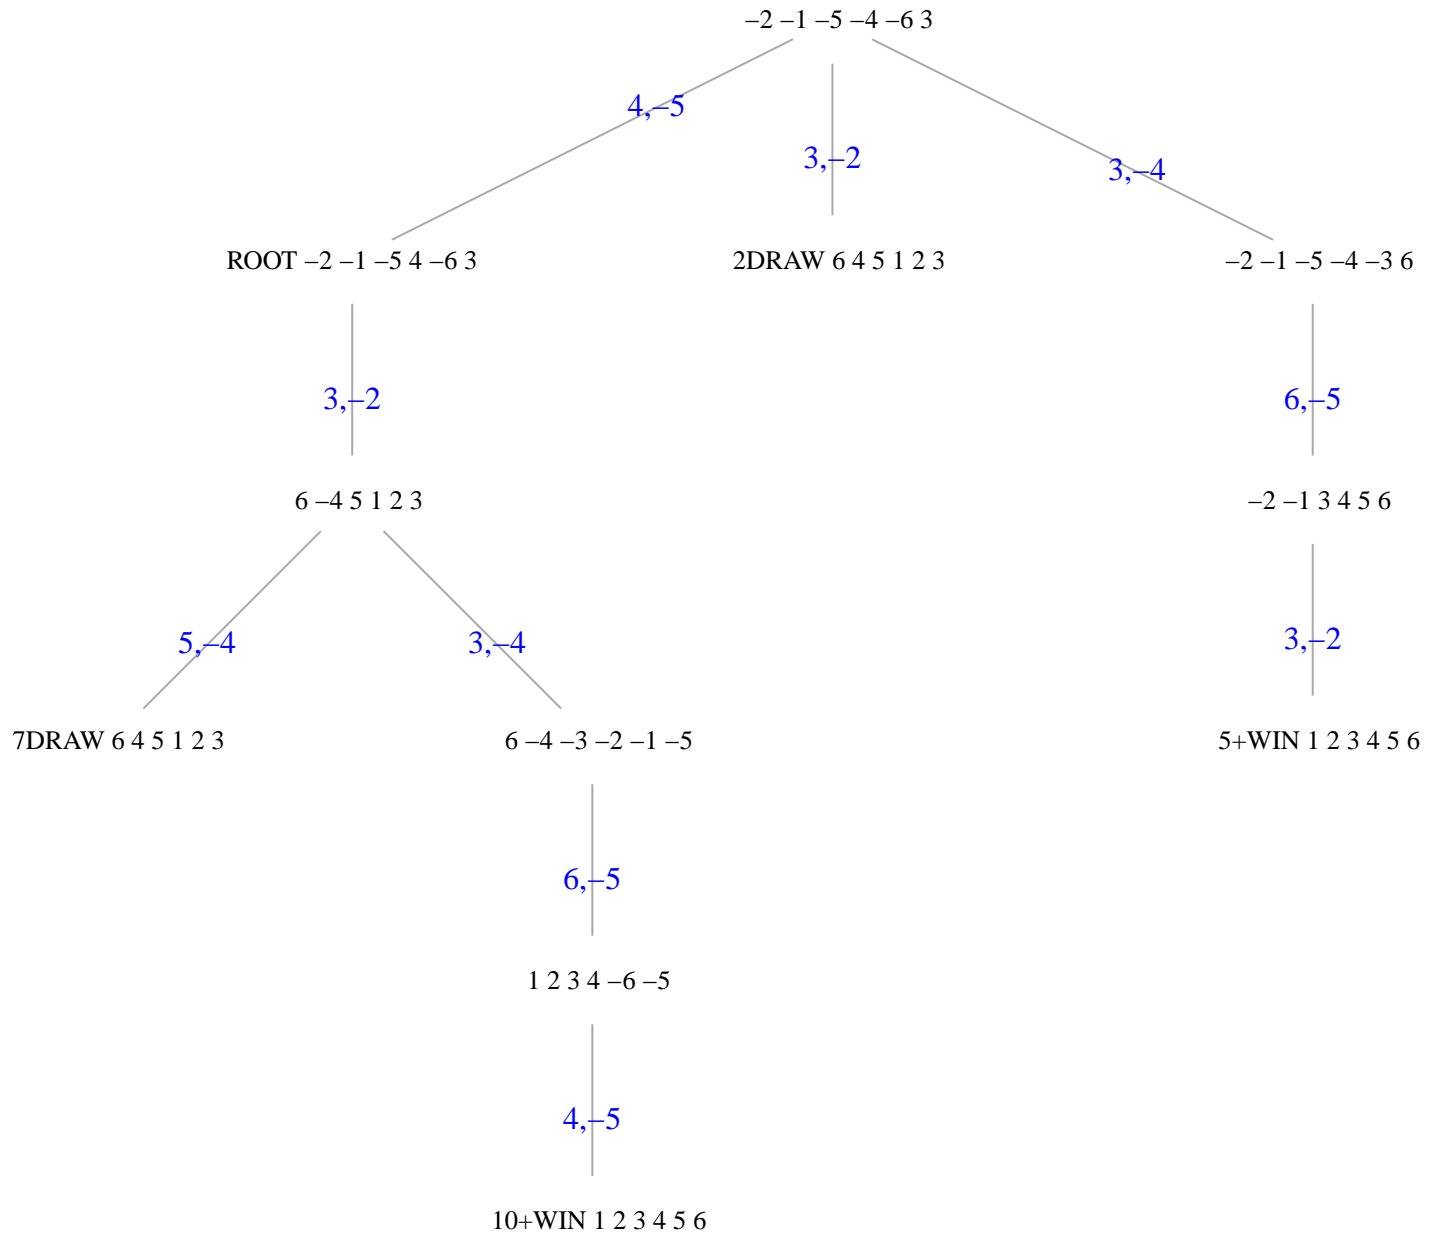 –2 –1 –5 –4 –6 3
4,–5
3,–2
3,–4
ROOT –2 –1 –5 4 –6 3
2DRAW 6 4 5 1 2 3
–2 –1 –5 –4 –3 6
3,–2
6,–5
6 –4 5 1 2 3
–2 –1 3 4 5 6
5,–4
3,–4
3,–2
7DRAW 6 4 5 1 2 3
6 –4 –3 –2 –1 –5
5+WIN 1 2 3 4 5 6
6,–5
1 2 3 4 –6 –5
4,–5
10+WIN 1 2 3 4 5 6